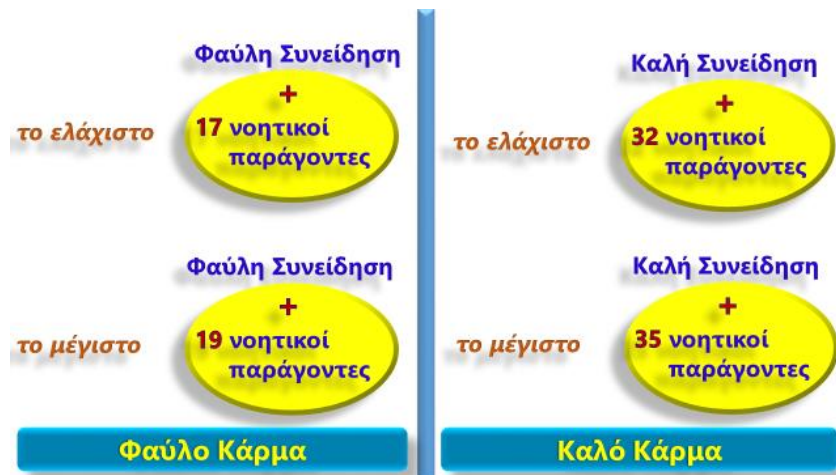 Φαύλη Συνείδηση
+
το ελάχιστο
17 νοητικοί
παράγοντες
Φαύλη Συνείδηση
+
το μέγιστο
19 νοητικοί
παράγοντες
Φαύλο Κάρμα
Καλή Συνείδηση
+
το ελάχιστο
32 νοητικοί
παράγοντες
Καλή Συνείδηση
+
το μέγιστο
35 νοητικοί
παράγοντες
Καλό Κάρμα